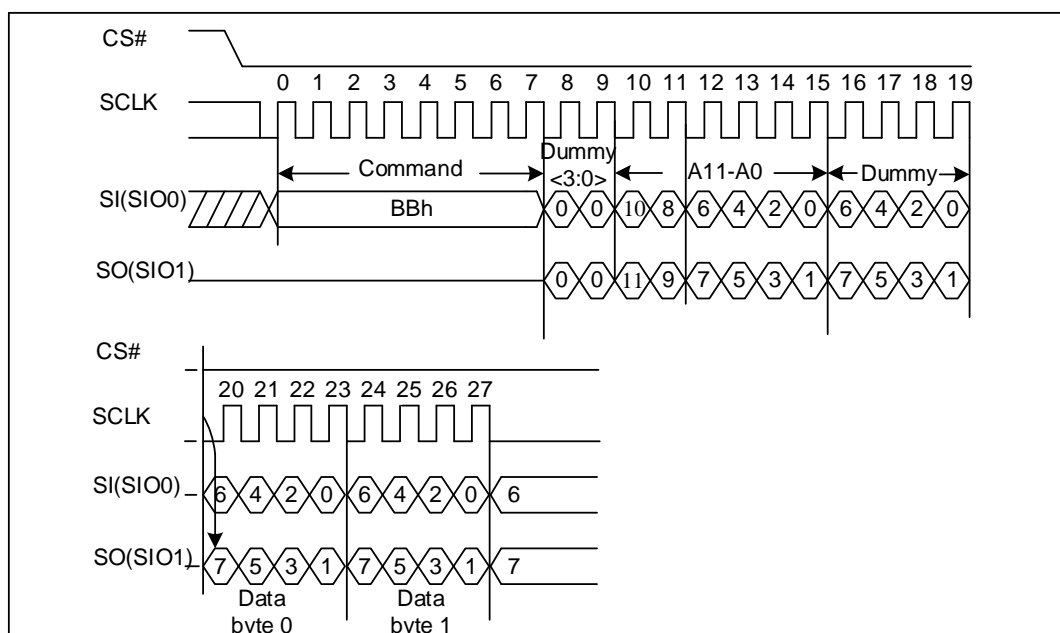 CS#
0 1 2 3 4 5 6 7 8 9 10 11 12 13 14 15 16 17 18 19
SCLK
Command
Dummy
<3:0>
A11-A0
Dummy
SI(SIO0)
BBh
0 0 10 8 6 4 2 0 6 4 2 0
SO(SIO1)
0 0 11 9 7 5 3 1 7 5 3 1
CS#
20 21 22 23 24 25 26 27
SCLK
SI(SIO0)
6 4 2 0 6 4 2 0 6
SO(SIO1)
7 5 3 1 7 5 3 1 7
Data
byte 0
Data
byte 1